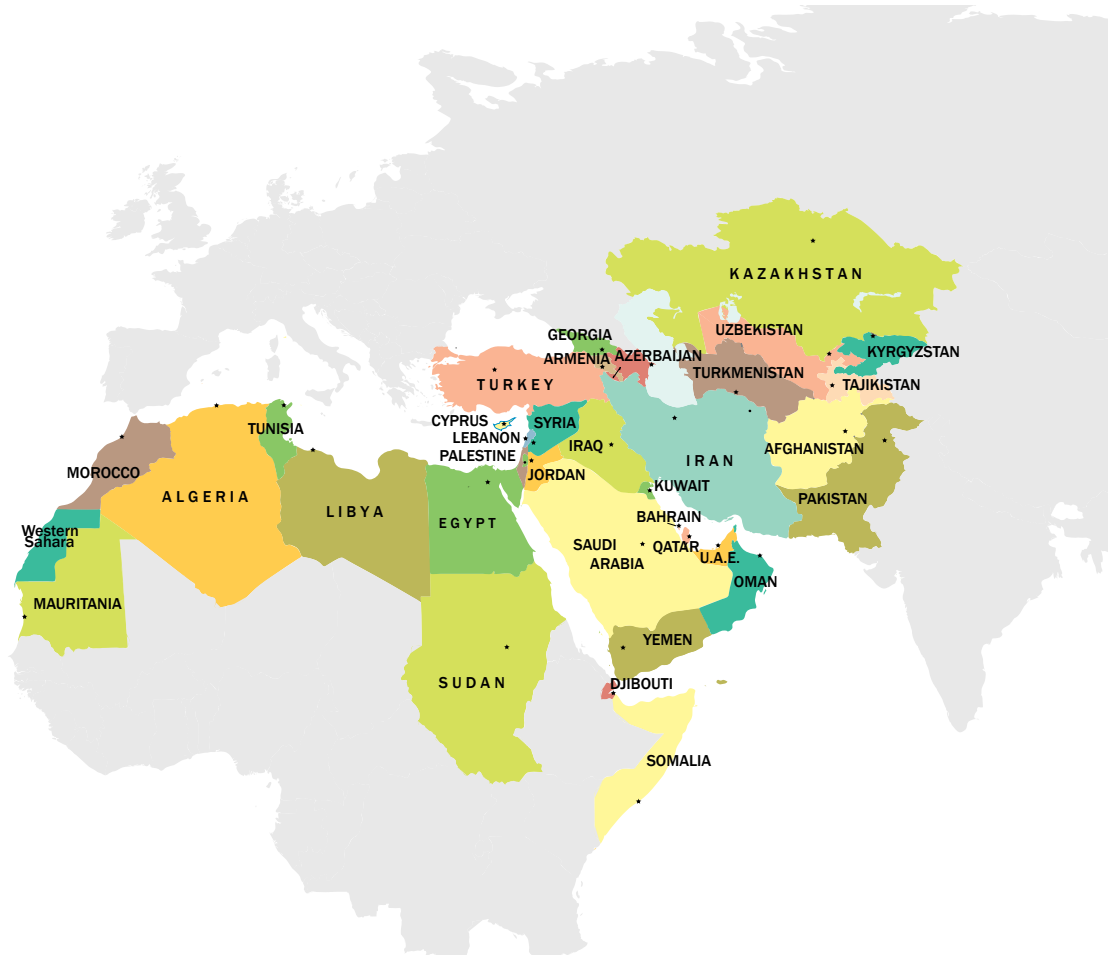 KAZAKHSTAN
UZBEKISTAN
GEORGIA
KYRGYZSTAN
ARMENIA
AZERBAIJAN
TURKMENISTAN
TURKEY
TAJIKISTAN
CYPRUS
SYRIA
TUNISIA
LEBANON
IRAQ
AFGHANISTAN
PALESTINE
IRAN
MOROCCO
JORDAN
KUWAIT
ALGERIA
PAKISTAN
LIBYA
BAHRAIN
EGYPT
Western
Sahara
SAUDI
ARABIA
QATAR
U.A.E.
OMAN
MAURITANIA
YEMEN
SUDAN
DJIBOUTI
SOMALIA